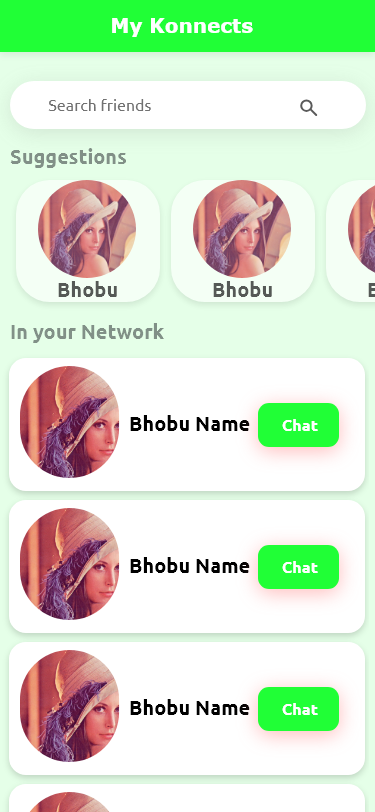 My Konnects
Search friends
Suggestions
Bhobu
Bhobu
In your Network
Bhobu Name
Chat
Bhobu Name
Chat
Bhobu Name
Chat